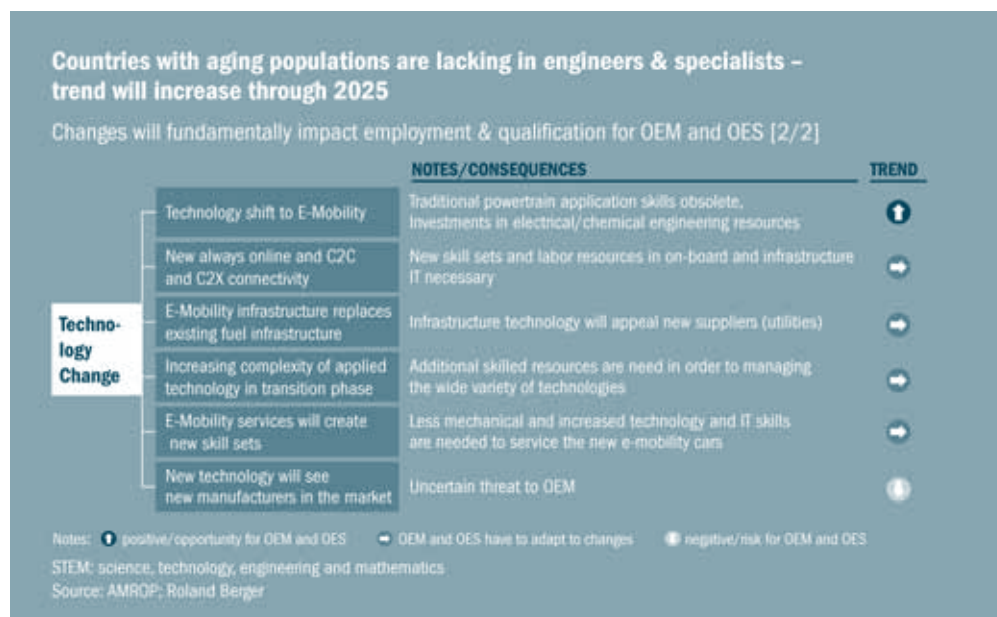 Countries with aging populations are lacking in engineers & specialists –
trend will increase through 2025
Changes will fundamentally impact employment & qualification for OEM and OES [2/2]
NOTES/CONSEQUENCES
TREND
Techno-
logy
Change
Technology shift to E-Mobility
Traditional powertrain application skills obsolete,
Investments in electrical/chemical engineering resources
New always online and C2C
and C2X connectivity
New skill sets and labor resources in on-board and infrastructure
IT necessary
E-Mobility infrastructure replaces
existing fuel infrastructure
Infrastructure technology will appeal new suppliers (utilities)
Increasing complexity of applied
technology in transition phase
Additional skilled resources are need in order to managing
the wide variety of technologies
E-Mobility services will create
new skill sets
Less mechanical and increased technology and IT skills
are needed to service the new e-mobility cars
New technology will see
new manufacturers in the market
Uncertain threat to OEM
Notes: positive/opportunity for OEM and OES OEM and OES have to adapt to changes negative/risk for OEM and OES
STEM: science, technology, engineering and mathematics
Source: AMROP; Roland Berger